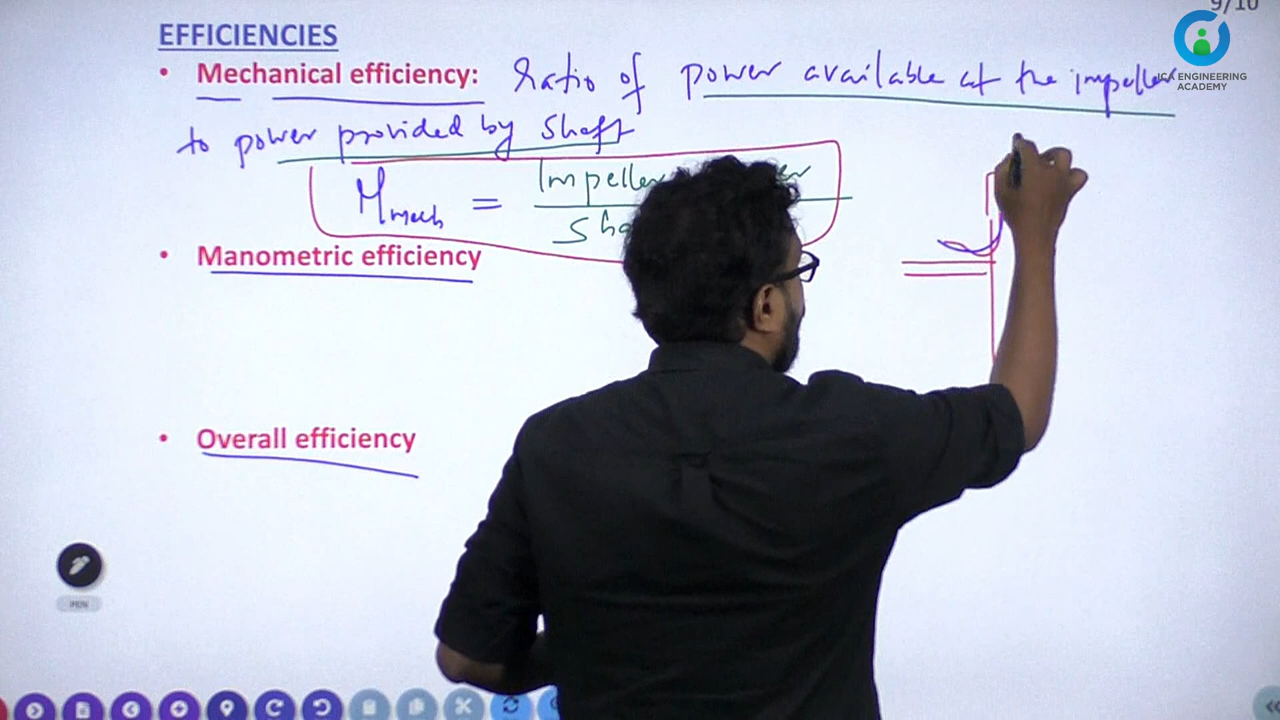 9/10
EFFICIENCIES
• Mechanical efficiency: Ratio of power available at the impeller
to power provided by shaft
ICA ENGINEERING
ACADEMY
ηmech = Impeller
• Manometric efficiency
• Overall efficiency
PEN